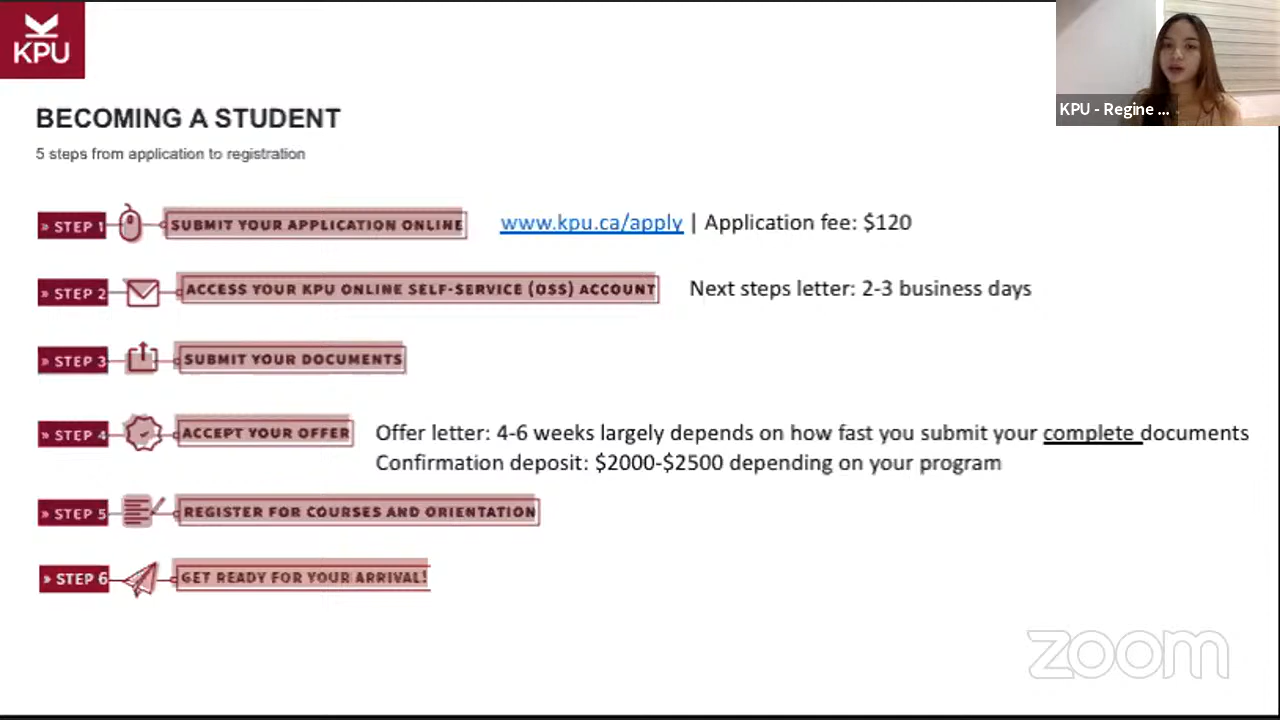 KPU
KPU - Regine ...
BECOMING A STUDENT
5 steps from application to registration
» STEP 1 SUBMIT YOUR APPLICATION ONLINE www.kpu.ca/apply | Application fee: $120
» STEP 2 ACCESS YOUR KPU ONLINE SELF-SERVICE (OSS) ACCOUNT Next steps letter: 2-3 business days
» STEP 3 SUBMIT YOUR DOCUMENTS
» STEP 4 ACCEPT YOUR OFFER Offer letter: 4-6 weeks largely depends on how fast you submit your complete documents
Confirmation deposit: $2000-$2500 depending on your program
» STEP 5 REGISTER FOR COURSES AND ORIENTATION
» STEP 6 GET READY FOR YOUR ARRIVAL!
zoom